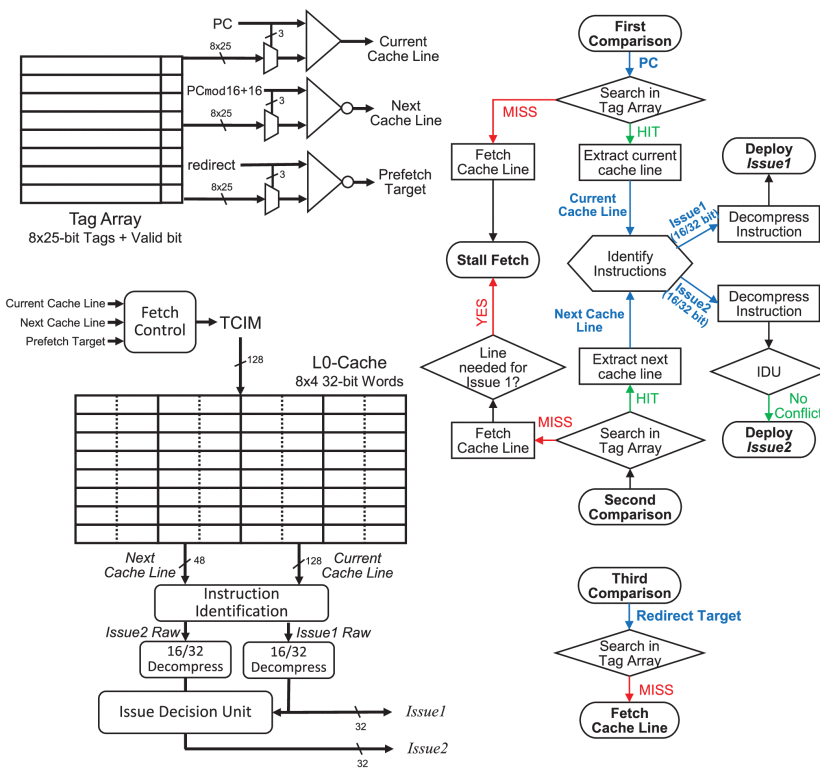 PC
3
8x25
Current
Cache Line
PCmod16+16
3
8x25
Next
Cache Line
redirect
3
8x25
Prefetch
Target
Tag Array
8x25-bit Tags + Valid bit
Current Cache Line
Next Cache Line
Prefetch Target
Fetch
Control
TCIM
128
L0-Cache
8x4 32-bit Words
Next
Cache Line
48
128
Current
Cache Line
Instruction
Identification
Issue2 Raw
Issue1 Raw
16/32
Decompress
16/32
Decompress
Issue Decision Unit
32
Issue1
32
Issue2
First
Comparison
PC
Search in
Tag Array
MISS
HIT
Fetch
Cache Line
Extract current
cache line
Current
Cache Line
Stall Fetch
Identify
Instructions
Issue1
(16/32 bit)
Decompress
Instruction
Deploy
Issue1
Issue2
(16/32 bit)
Decompress
Instruction
IDU
No
Conflict
Deploy
Issue2
YES
Next Cache
Line
Line
needed for
Issue 1?
Extract next
cache line
HIT
Fetch
Cache Line
MISS
Search in
Tag Array
Second
Comparison
Third
Comparison
Redirect Target
Search in
Tag Array
MISS
Fetch
Cache Line